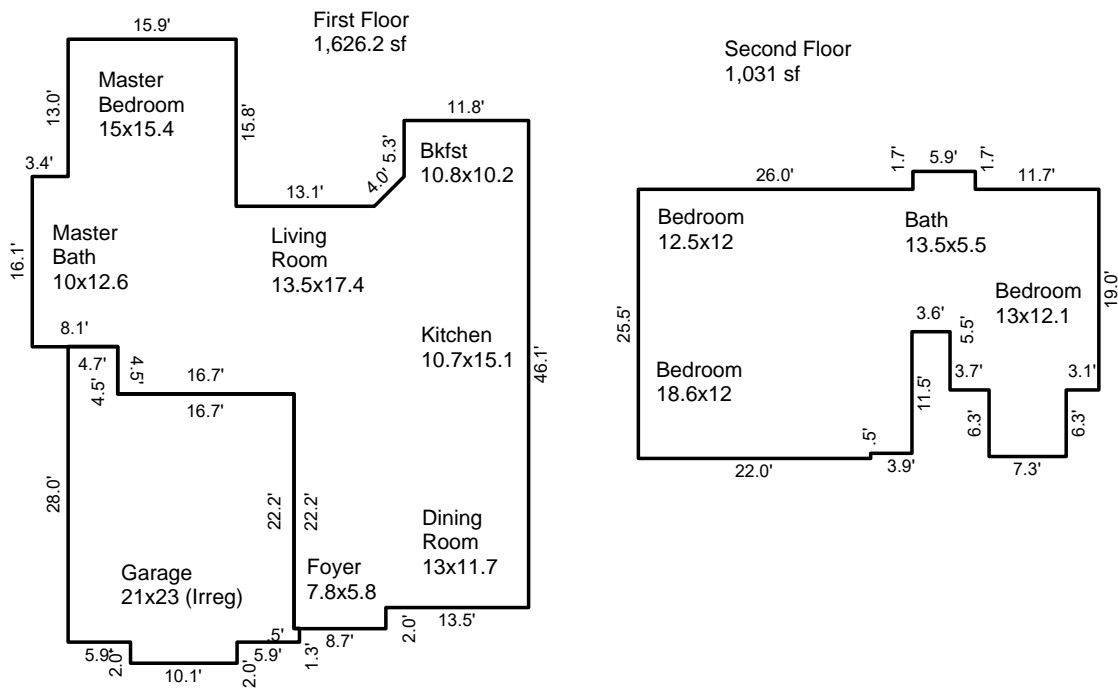 First Floor
1,626.2 sf
15.9'
Master
Bedroom
15x15.4
13.0'
15.8'
3.4'
13.1'
4.0'
5.3'
11.8'
Bkfst
10.8x10.2
Master
Bath
10x12.6
16.1'
Living
Room
13.5x17.4
8.1'
4.7'
4.5'
4.5'
16.7'
16.7'
Kitchen
10.7x15.1
46.1'
28.0'
22.2'
22.2'
Dining
Room
13x11.7
Garage
21x23 (Irreg)
Foyer
7.8x5.8
5.9'
2.0'
10.1'
2.0'
5.9'
.5'
1.3'
8.7'
2.0'
13.5'
Second Floor
1,031 sf
26.0'
1.7'
5.9'
1.7'
11.7'
Bedroom
12.5x12
Bath
13.5x5.5
Bedroom
13x12.1
19.0'
25.5'
3.6'
5.5'
Bedroom
18.6x12
11.5'
3.7'
3.1'
6.3'
6.3'
.5'
22.0'
3.9'
7.3'